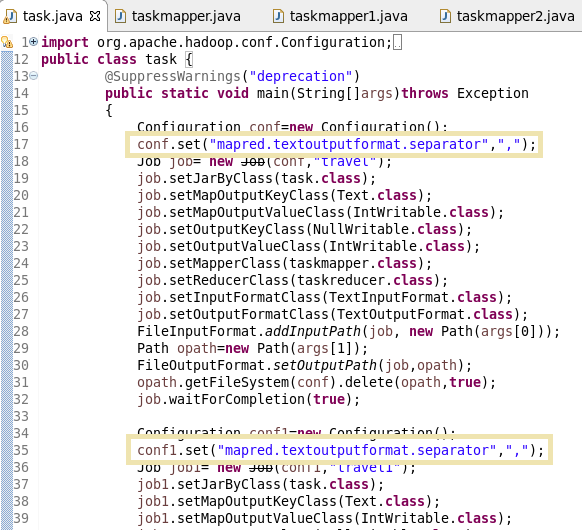 task.java taskmapper.java taskmapper1.java taskmapper2.java
1 import org.apache.hadoop.conf.Configuration;
12 public class task {
13 @SuppressWarnings("deprecation")
14 public static void main(String[]args)throws Exception
15 {
16 Configuration conf=new Configuration();
17 conf.set("mapred.textoutputformat.separator",",");
18 Job job= new Job(conf,"travel");
19 job.setJarByClass(task.class);
20 job.setMapOutputKeyClass(Text.class);
21 job.setMapOutputValueClass(IntWritable.class);
22 job.setOutputKeyClass(NullWritable.class);
23 job.setOutputValueClass(IntWritable.class);
24 job.setMapperClass(taskmapper.class);
25 job.setReducerClass(taskreducer.class);
26 job.setInputFormatClass(TextInputFormat.class);
27 job.setOutputFormatClass(TextOutputFormat.class);
28 FileInputFormat.addInputPath(job, new Path(args[0]));
29 Path opath=new Path(args[1]);
30 FileOutputFormat.setOutputPath(job,opath);
31 opath.getFileSystem(conf).delete(opath,true);
32 job.waitForCompletion(true);
33
34 Configuration conf1=new Configuration();
35 conf1.set("mapred.textoutputformat.separator",",");
36 Job job1= new Job(conf1,"travel1");
37 job1.setJarByClass(task.class);
38 job1.setMapOutputKeyClass(Text.class);
39 job1.setMapOutputValueClass(IntWritable.class);